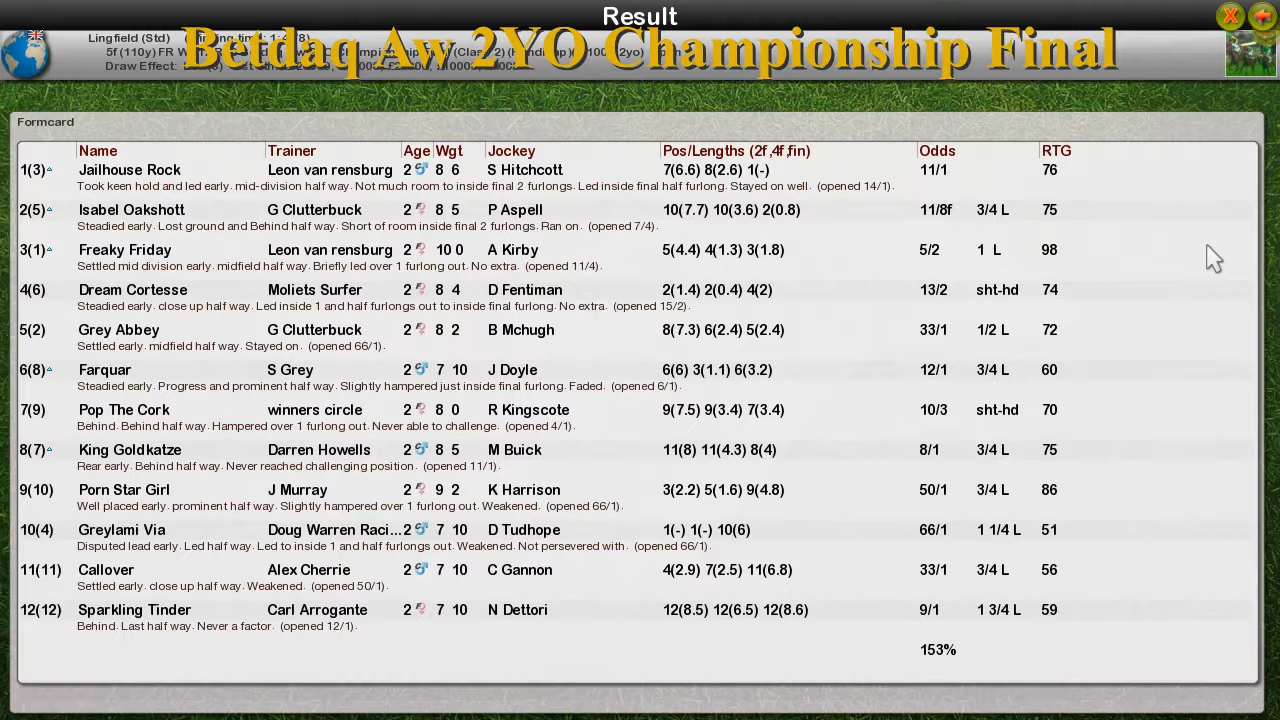 Result
Betdaq Aw 2YO Championship Final
Lingfield (Std)
5f (110y)
Draw Effect:
Formcard
Name Trainer Age Wgt Jockey Pos/Lengths (2f,4f,fin) Odds RTG
1(3) Jailhouse Rock Leon van rensburg 2 8 6 S Hitchcott 7(6.6) 8(2.6) 1(-) 11/1 76
Took keen hold and led early. mid-division half way. Not much room to inside final 2 furlongs. Led inside final half furlong. Stayed on well. (opened 14/1).
2(5) Isabel Oakshott G Clutterbuck 2 8 5 P Aspell 10(7.7) 10(3.6) 2(0.8) 11/8f 3/4 L 75
Steadied early. Lost ground and Behind half way. Short of room inside final 2 furlongs. Ran on. (opened 7/4).
3(1) Freaky Friday Leon van rensburg 2 10 0 A Kirby 5(4.4) 4(1.3) 3(1.8) 5/2 1 L 98
Settled mid division early. midfield half way. Briefly led over 1 furlong out. No extra. (opened 11/4).
4(6) Dream Cortesse Moliets Surfer 2 8 4 D Fentiman 2(1.4) 2(0.4) 4(2) 13/2 sht-hd 74
Steadied early. close up half way. Led inside 1 and half furlongs out to inside final furlong. No extra. (opened 15/2).
5(2) Grey Abbey G Clutterbuck 2 8 2 B Mchugh 8(7.3) 6(2.4) 5(2.4) 33/1 1/2 L 72
Settled early. midfield half way. Stayed on. (opened 66/1).
6(8) Farquar S Grey 2 7 10 J Doyle 6(6) 3(1.1) 6(3.2) 12/1 3/4 L 60
Steadied early. Progress and prominent half way. Slightly hampered just inside final furlong. Faded. (opened 6/1).
7(9) Pop The Cork winners circle 2 8 0 R Kingscote 9(7.5) 9(3.4) 7(3.4) 10/3 sht-hd 70
Behind. Behind half way. Hampered over 1 furlong out. Never able to challenge. (opened 4/1).
8(7) King Goldkatze Darren Howells 2 8 5 M Buick 11(8) 11(4.3) 8(4) 8/1 3/4 L 75
Rear early. Behind half way. Never reached challenging position. (opened 11/1).
9(10) Porn Star Girl J Murray 2 9 2 K Harrison 3(2.2) 5(1.6) 9(4.8) 50/1 3/4 L 86
Well placed early. prominent half way. Slightly hampered over 1 furlong out. Weakened. (opened 66/1).
10(4) Greylami Via Doug Warren Raci... 2 7 10 D Tudhope 1(-) 1(-) 10(6) 66/1 1 1/4 L 51
Disputed lead early. Led half way. Led to inside 1 and half furlongs out. Weakened. Not persevered with. (opened 66/1).
11(11) Callover Alex Cherrie 2 7 10 C Gannon 4(2.9) 7(2.5) 11(6.8) 33/1 3/4 L 56
Settled early. close up half way. Weakened. (opened 50/1).
12(12) Sparkling Tinder Carl Arrogante 2 7 10 N Dettori 12(8.5) 12(6.5) 12(8.6) 9/1 1 3/4 L 59
Behind. Last half way. Never a factor. (opened 12/1).
153%